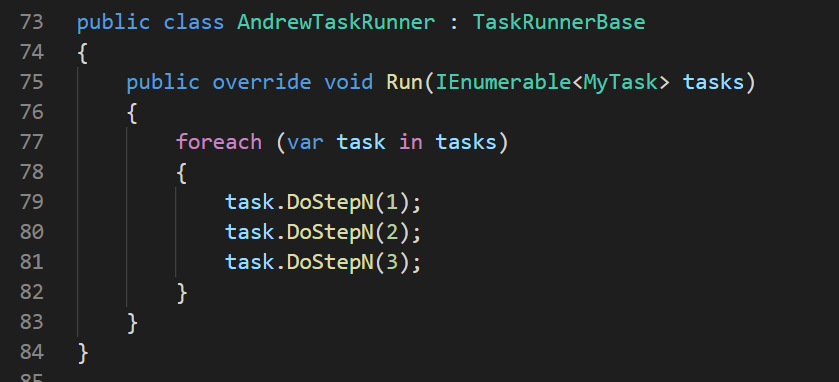 73 public class AndrewTaskRunner : TaskRunnerBase
74 {
75     public override void Run(IEnumerable<MyTask> tasks)
76     {
77         foreach (var task in tasks)
78         {
79             task.DoStepN(1);
80             task.DoStepN(2);
81             task.DoStepN(3);
82         }
83     }
84 }
85